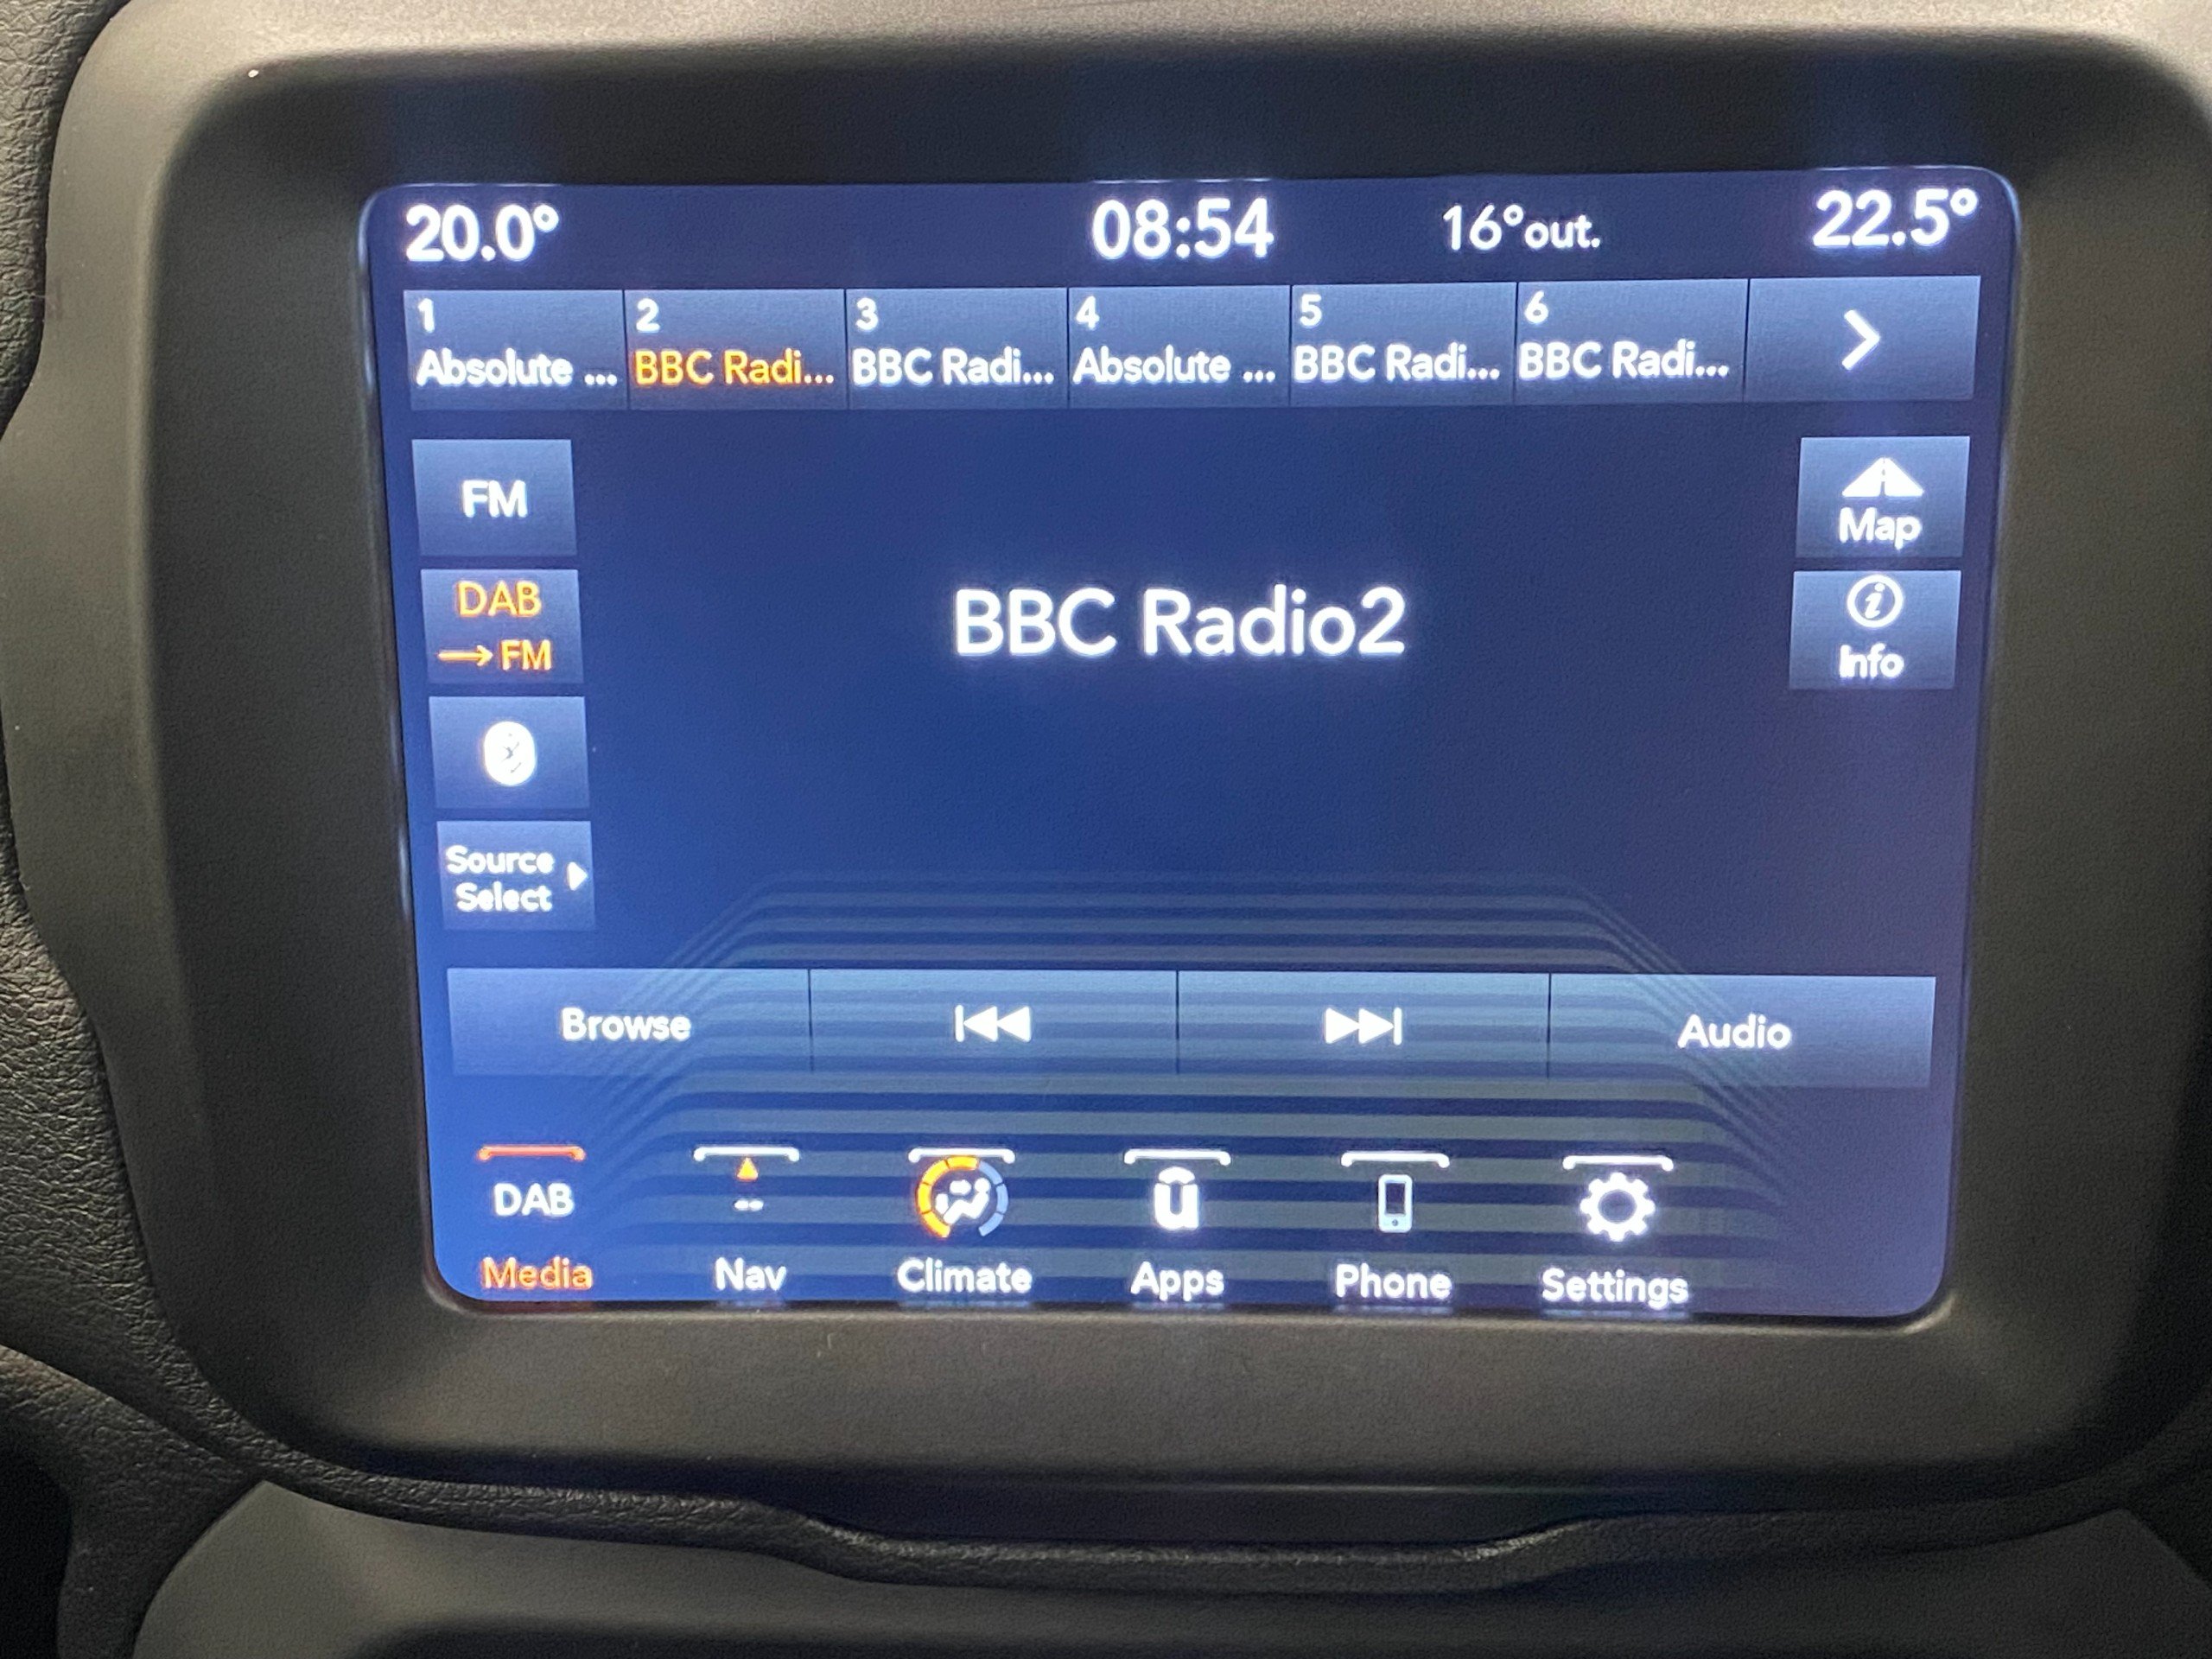 20.0° 08:54 16°out. 22.5°
1 2 3 4 5 6
Absolute ... BBC Radi... BBC Radi... Absolute ... BBC Radi... BBC Radi...
FM
Map
DAB
→FM
Info
BBC Radio2
Source
Select
Browse Audio
DAB -- u
Media Nav Climate Apps Phone Settings